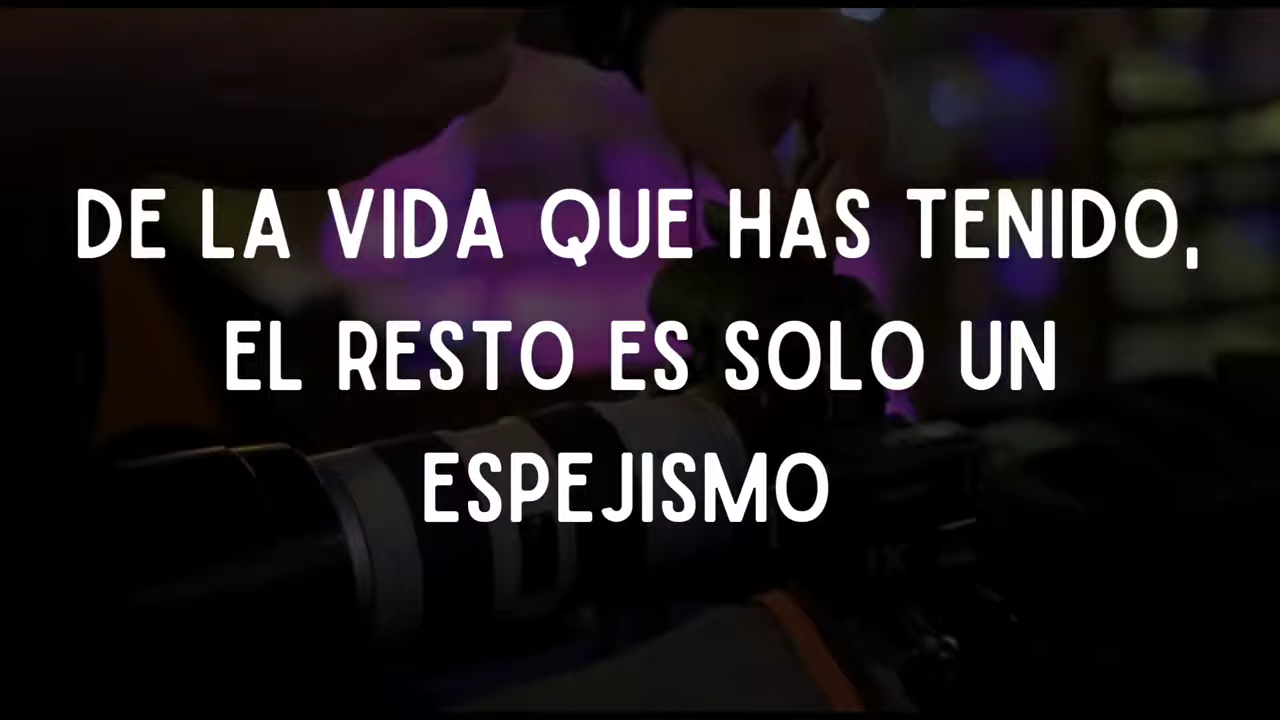 DE LA VIDA QUE HAS TENIDO,
EL RESTO ES SOLO UN
ESPEJISMO